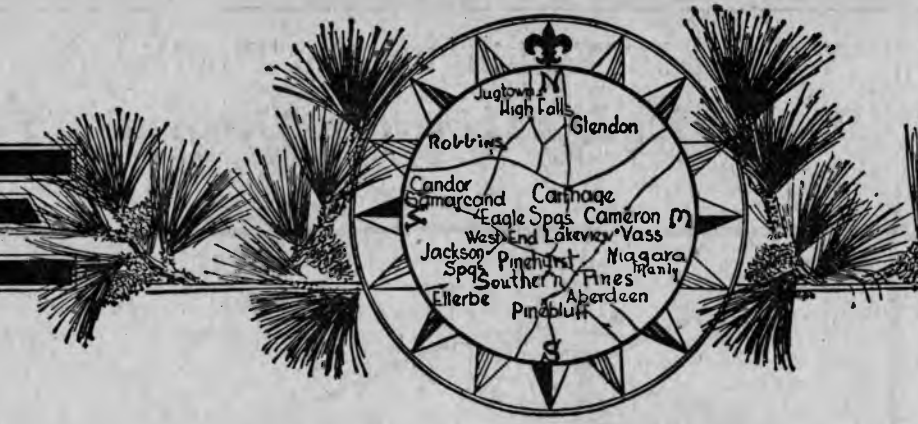 N
Jugtown
High Falls
Glendon
Robbins
Candor
Samarcand
Carthage
W
Eagle Spgs
Cameron
E
West End
Lakeview
Vass
Jackson
Spgs
Pinehurst
Niagara
Manly
Southern Pines
Ellerbe
Aberdeen
Pinebluff
S